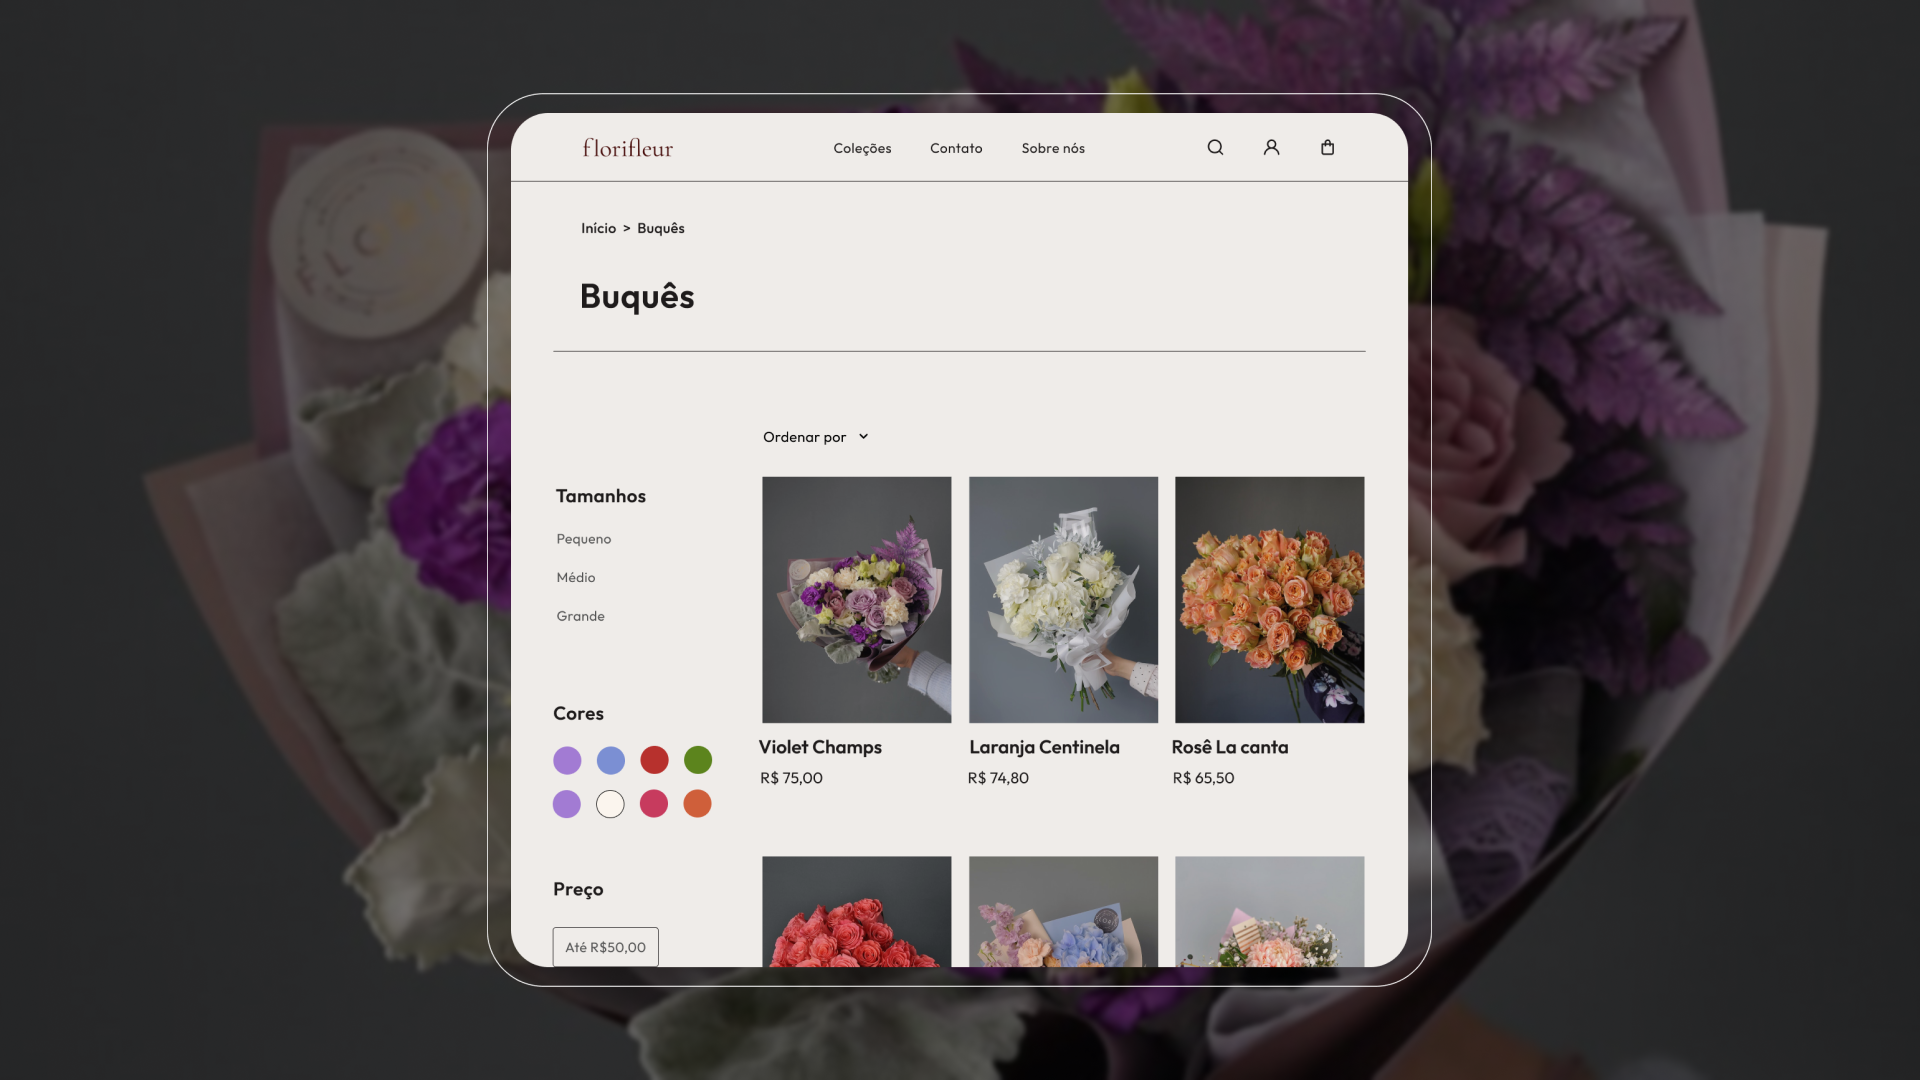 florifleur
Coleções
Contato
Sobre nós
Início > Buquês
Buquês
Ordenar por
Tamanhos
Pequeno
Médio
Grande
Cores
Preço
Até R$50,00
Violet Champs
R$ 75,00
Laranja Centinela
R$ 74,80
Rosê La canta
R$ 65,50